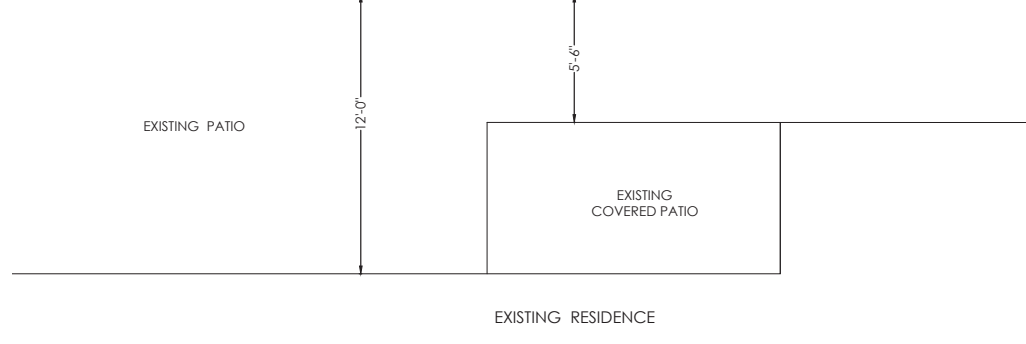 5'-6"
12'-0"
EXISTING PATIO
EXISTING
COVERED PATIO
EXISTING RESIDENCE